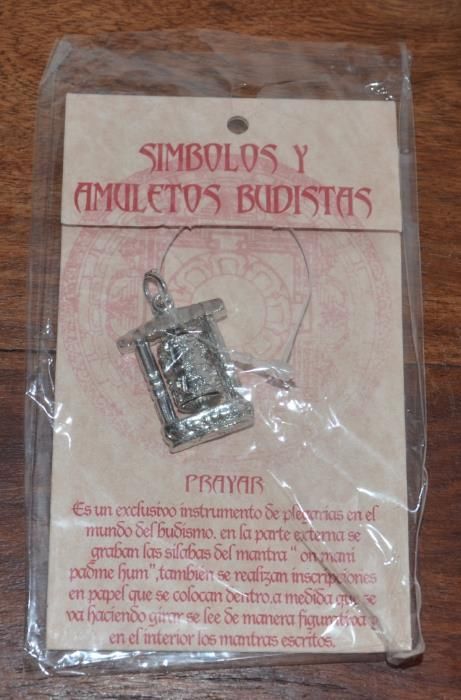 SIMBOLOS Y
AMULETOS BUDISTAS
PRAYAR
Es un exclusivo instrumento de plegarias en el
mundo del budismo. en la parte externa se
graban las silabas del mantra " on mani
padme hum", tambien se realizan inscripciones
en papel que se colocan dentro. a medida que se
va haciendo girar se lee de manera figurativa y
en el interior los mantras escritos.